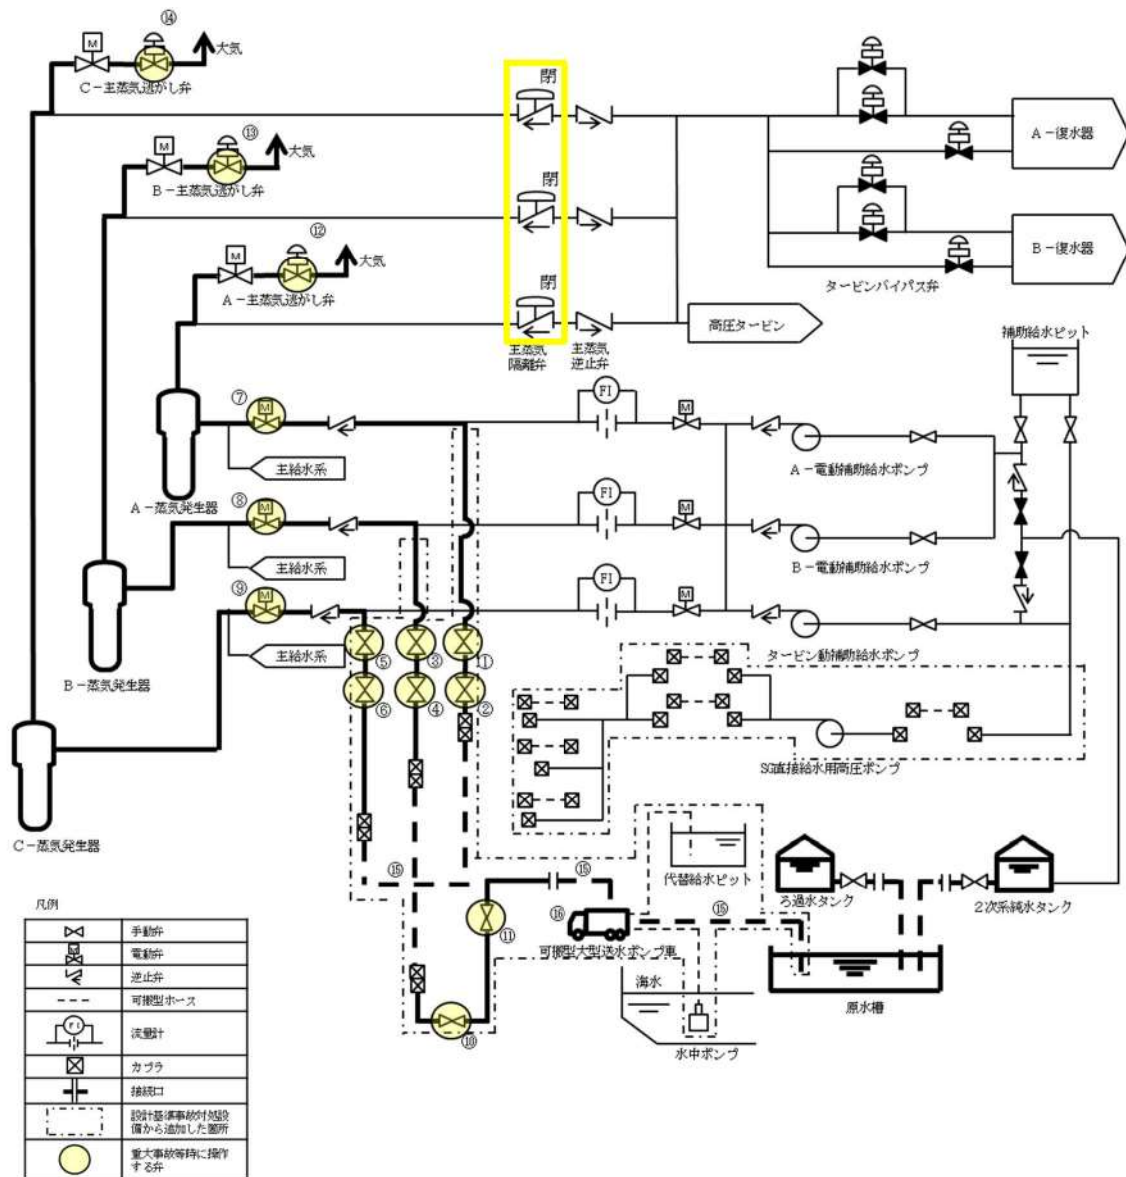 ⑭
M
大気
C-主蒸気逃がし弁
⑬
M
大気
B-主蒸気逃がし弁
⑫
M
大気
A-主蒸気逃がし弁
閉
閉
閉
主蒸気
隔離弁
主蒸気
逆止弁
A-復水器
B-復水器
タービンバイパス弁
高圧タービン
補助給水ピット
⑦
M
FI
M
主給水系
A-電動補助給水ポンプ
A-蒸気発生器
⑧
M
FI
M
主給水系
B-電動補助給水ポンプ
⑨
M
FI
M
主給水系
タービン動補助給水ポンプ
B-蒸気発生器
⑤
③
①
⑥
④
②
SG直接給水用高圧ポンプ
C-蒸気発生器
⑮
⑮
⑮
代替給水ピット
ろ過水タンク
2次系純水タンク
⑪
⑯
可搬型大型送水ポンプ車
海水
原水槽
⑩
水中ポンプ
凡例
手動弁
M
電動弁
逆止弁
可搬型ホース
FI
流量計
カプラ
接続口
設計基準事故対処設
備から追加した箇所
重大事故等時に操作
する弁